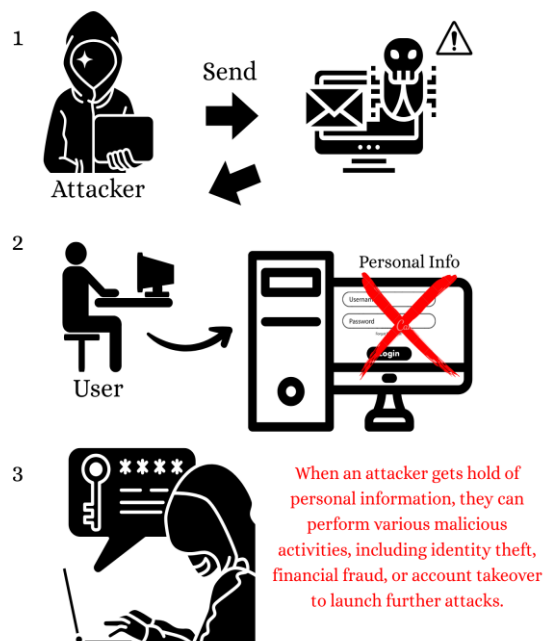 1
Send
Attacker
2
Personal Info
Password
Login
User
3
****
When an attacker gets hold of
personal information, they can
perform various malicious
activities, including identity theft,
financial fraud, or account takeover
to launch further attacks.